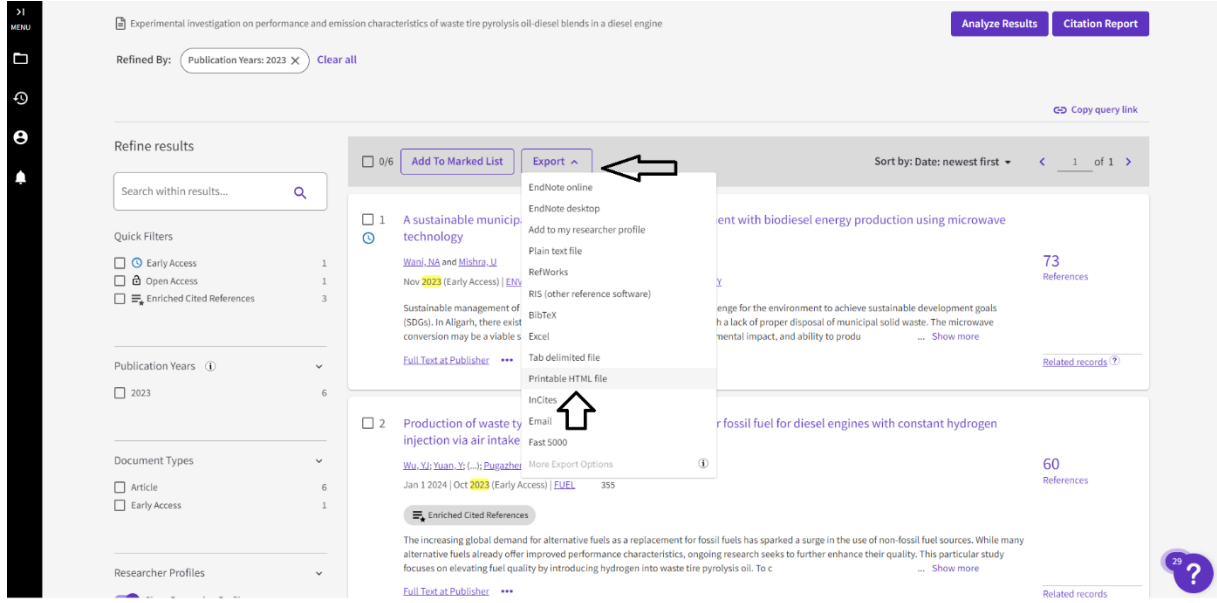 MENU
Experimental investigation on performance and emission characteristics of waste tire pyrolysis oil-diesel blends in a diesel engine
Analyze Results
Citation Report
Refined By:
Publication Years: 2023
Clear all
Copy query link
Refine results
Search within results...
Quick Filters
Early Access 1
Open Access 1
Enriched Cited References 3
Publication Years
2023 6
Document Types
Article 6
Early Access 1
Researcher Profiles
0/6
Add To Marked List
Export
Sort by: Date: newest first
1 of 1
EndNote online
EndNote desktop
Add to my researcher profile
Plain text file
RefWorks
RIS (other reference software)
BibTeX
Excel
Tab delimited file
Printable HTML file
InCites
Email
Fast 5000
More Export Options
1
A sustainable municip ent with biodiesel energy production using microwave
technology
Wani, NA and Mishra, U
Nov 2023 (Early Access) | ENV Y
Sustainable management of enge for the environment to achieve sustainable development goals
(SDGs). In Aligarh, there exist h a lack of proper disposal of municipal solid waste. The microwave
conversion may be a viable s mental impact, and ability to produ ... Show more
Full Text at Publisher •••
73
References
Related records ?
2
Production of waste ty r fossil fuel for diesel engines with constant hydrogen
injection via air intake
Wu, YJ; Yuan, Y; (...); Pugazher
Jan 1 2024 | Oct 2023 (Early Access) | FUEL 355
Enriched Cited References
The increasing global demand for alternative fuels as a replacement for fossil fuels has sparked a surge in the use of non-fossil fuel sources. While many
alternative fuels already offer improved performance characteristics, ongoing research seeks to further enhance their quality. This particular study
focuses on elevating fuel quality by introducing hydrogen into waste tire pyrolysis oil. To c ... Show more
Full Text at Publisher •••
60
References
Related records
29
?